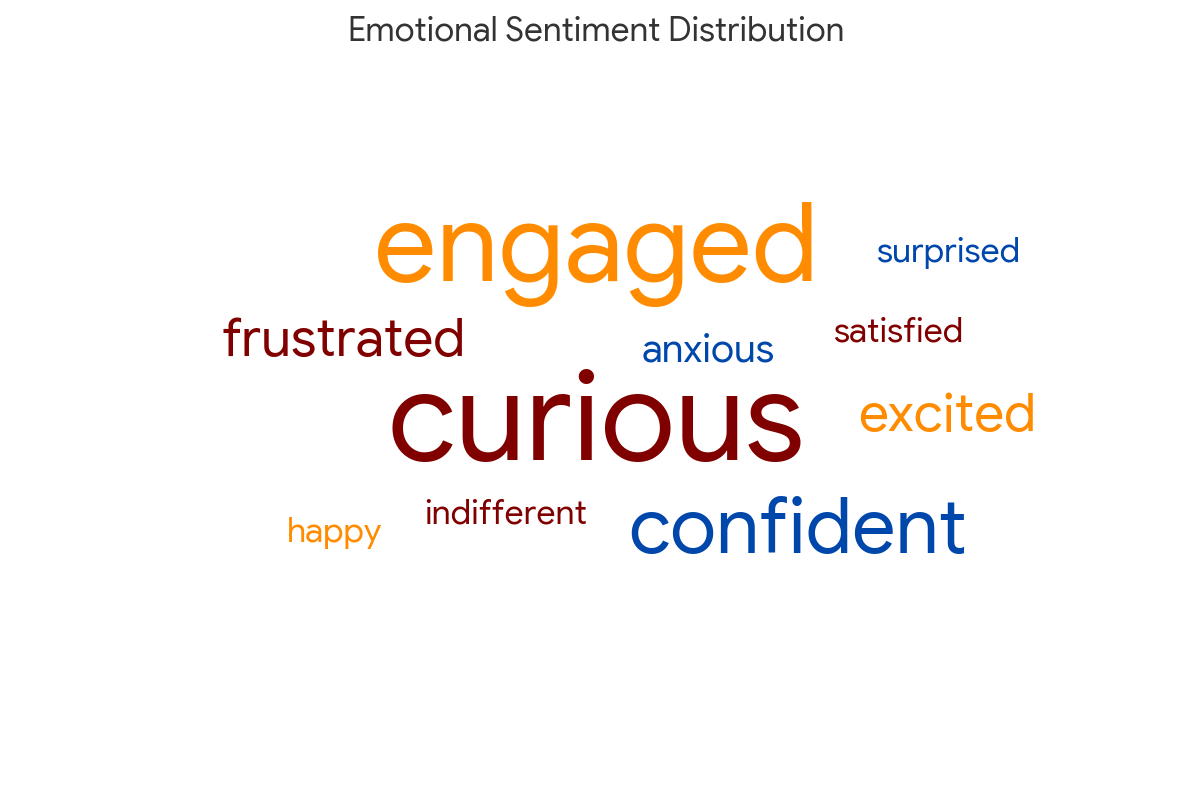 Emotional Sentiment Distribution
engaged
surprised
frustrated
anxious
satisfied
curious
excited
happy
indifferent
confident